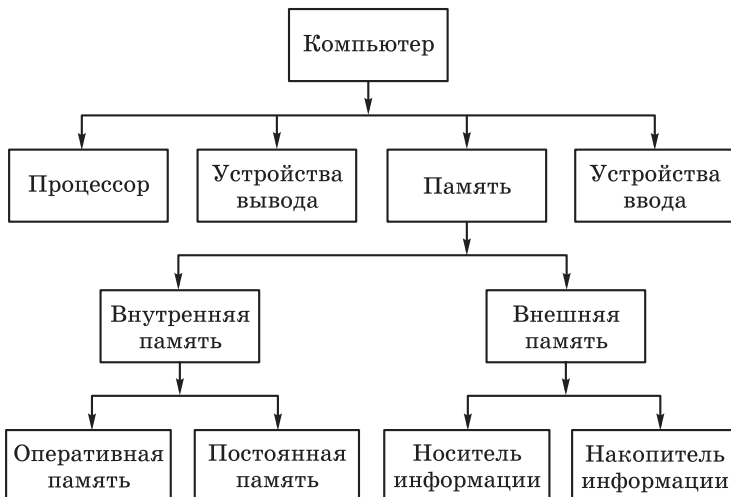 Компьютер
Процессор
Устройства
вывода
Память
Устройства
ввода
Внутренняя
память
Внешняя
память
Оперативная
память
Постоянная
память
Носитель
информации
Накопитель
информации